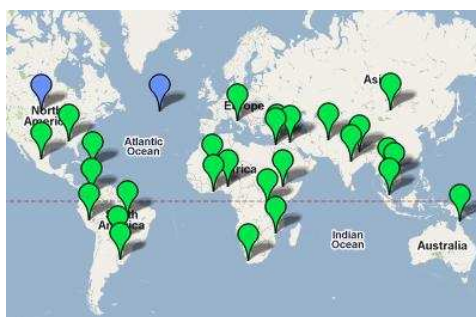 Asia
North
America
Europe
Atlantic
Ocean
Africa
South
America
Indian
Ocean
Australia